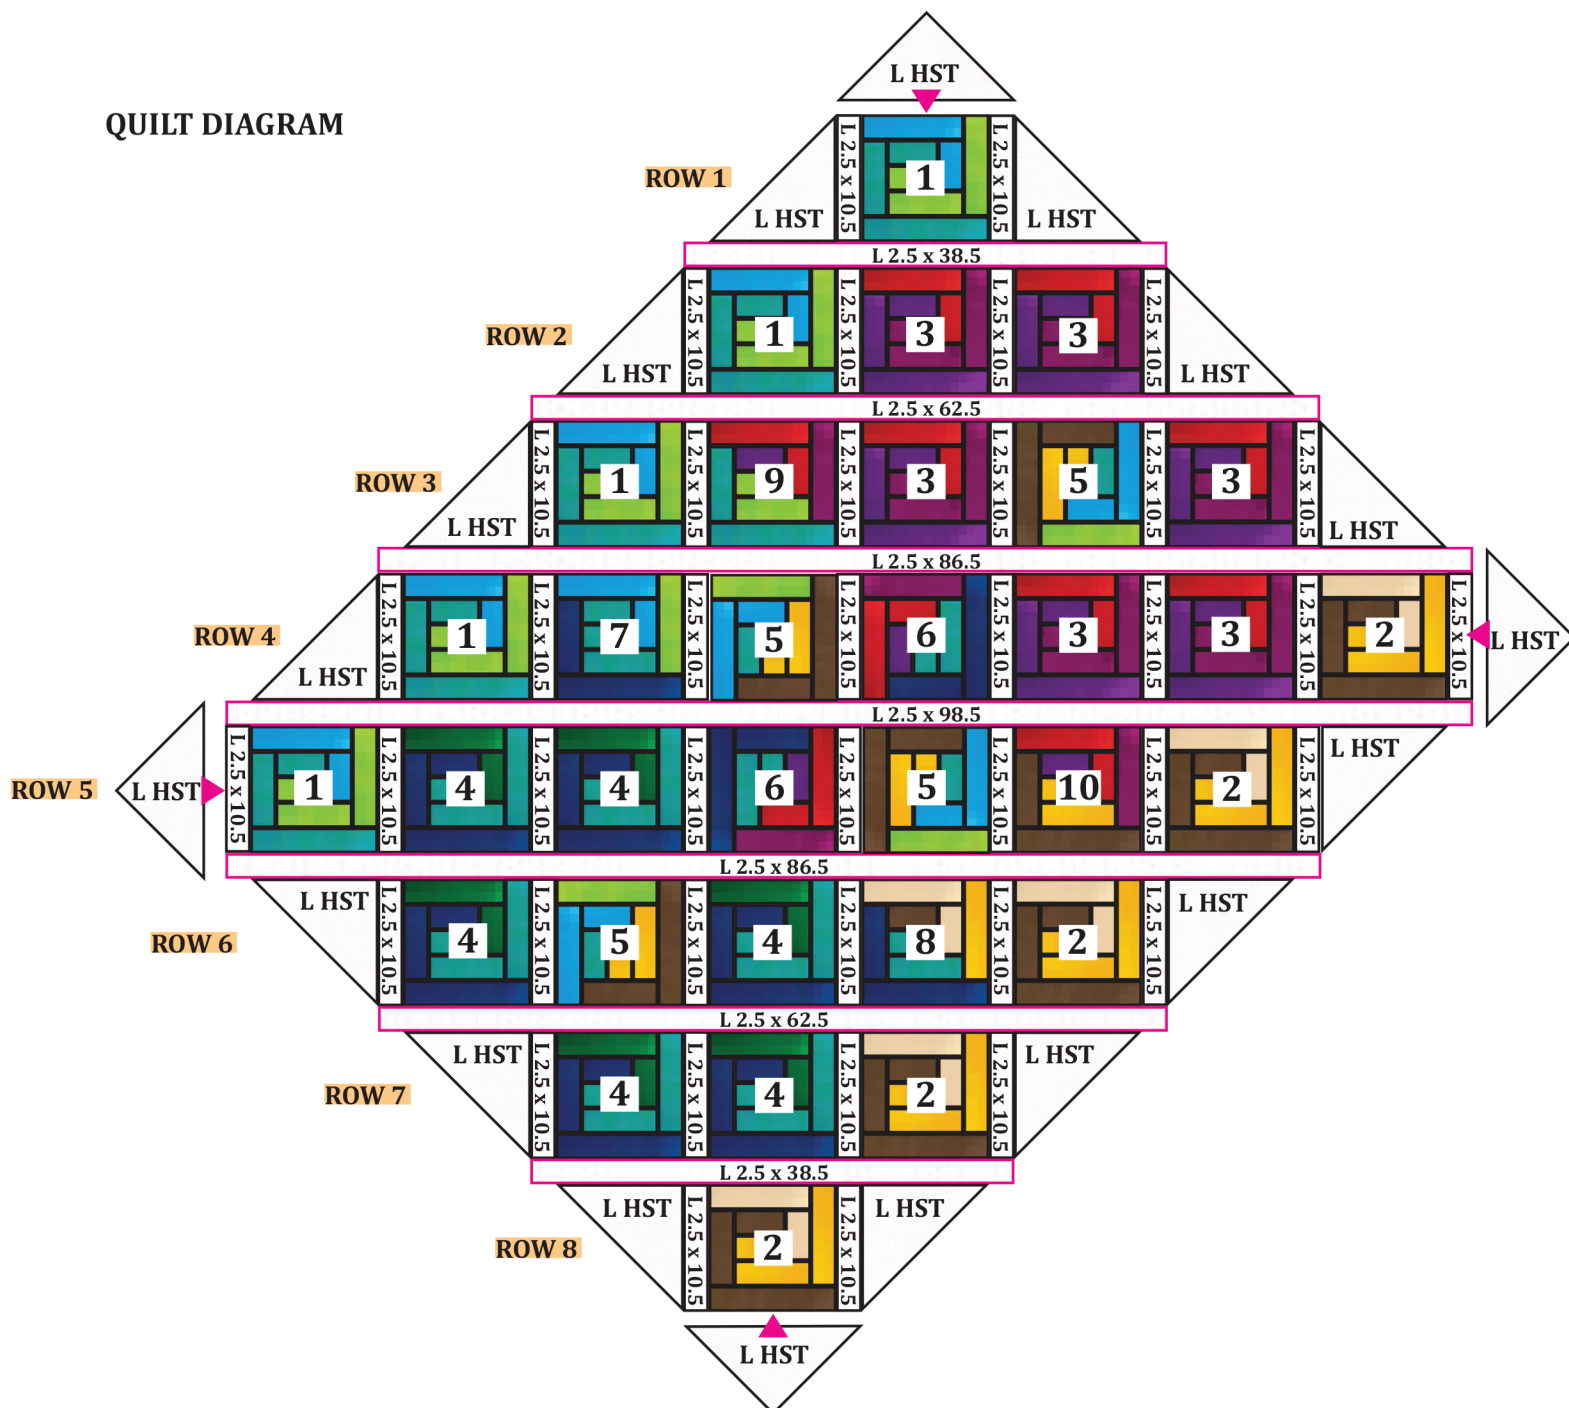 L HST
QUILT DIAGRAM
ROW 1 L HST L 2.5 x 10.5 1 L 2.5 x 10.5 L HST
L 2.5 x 38.5
ROW 2 L HST L 2.5 x 10.5 1 L 2.5 x 10.5 3 L 2.5 x 10.5 3 L 2.5 x 10.5 L HST
L 2.5 x 62.5
ROW 3 L HST L 2.5 x 10.5 1 L 2.5 x 10.5 9 L 2.5 x 10.5 3 L 2.5 x 10.5 5 L 2.5 x 10.5 3 L 2.5 x 10.5 L HST
L 2.5 x 86.5
ROW 4 L HST L 2.5 x 10.5 1 L 2.5 x 10.5 7 L 2.5 x 10.5 5 L 2.5 x 10.5 6 L 2.5 x 10.5 3 L 2.5 x 10.5 3 L 2.5 x 10.5 2 L 2.5 x 10.5 L HST
L 2.5 x 98.5
ROW 5 L HST L 2.5 x 10.5 1 L 2.5 x 10.5 4 L 2.5 x 10.5 4 L 2.5 x 10.5 6 L 2.5 x 10.5 5 L 2.5 x 10.5 10 L 2.5 x 10.5 2 L 2.5 x 10.5 L HST
L 2.5 x 86.5
ROW 6 L HST L 2.5 x 10.5 4 L 2.5 x 10.5 5 L 2.5 x 10.5 4 L 2.5 x 10.5 8 L 2.5 x 10.5 2 L 2.5 x 10.5 L HST
L 2.5 x 62.5
ROW 7 L HST L 2.5 x 10.5 4 L 2.5 x 10.5 4 L 2.5 x 10.5 2 L 2.5 x 10.5 L HST
L 2.5 x 38.5
ROW 8 L HST L 2.5 x 10.5 2 L 2.5 x 10.5 L HST
L HST